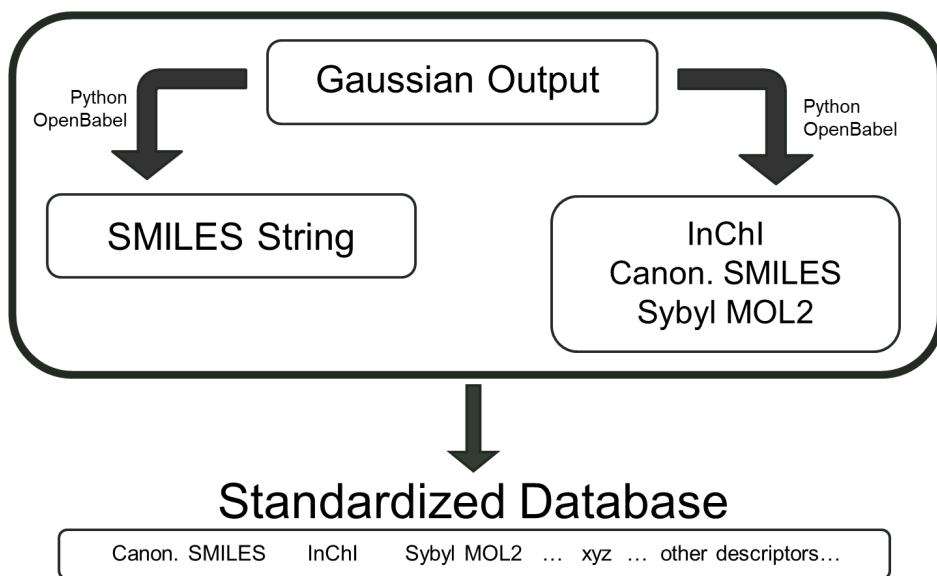 Gaussian Output
Python
OpenBabel
Python
OpenBabel
SMILES String
InChI
Canon. SMILES
Sybyl MOL2
Standardized Database
Canon. SMILES InChI Sybyl MOL2 ... xyz ... other descriptors...